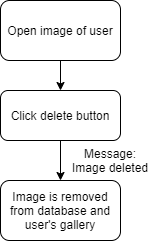 Open image of user
Click delete button
Message:
Image deleted
Image is removed
from database and
user's gallery